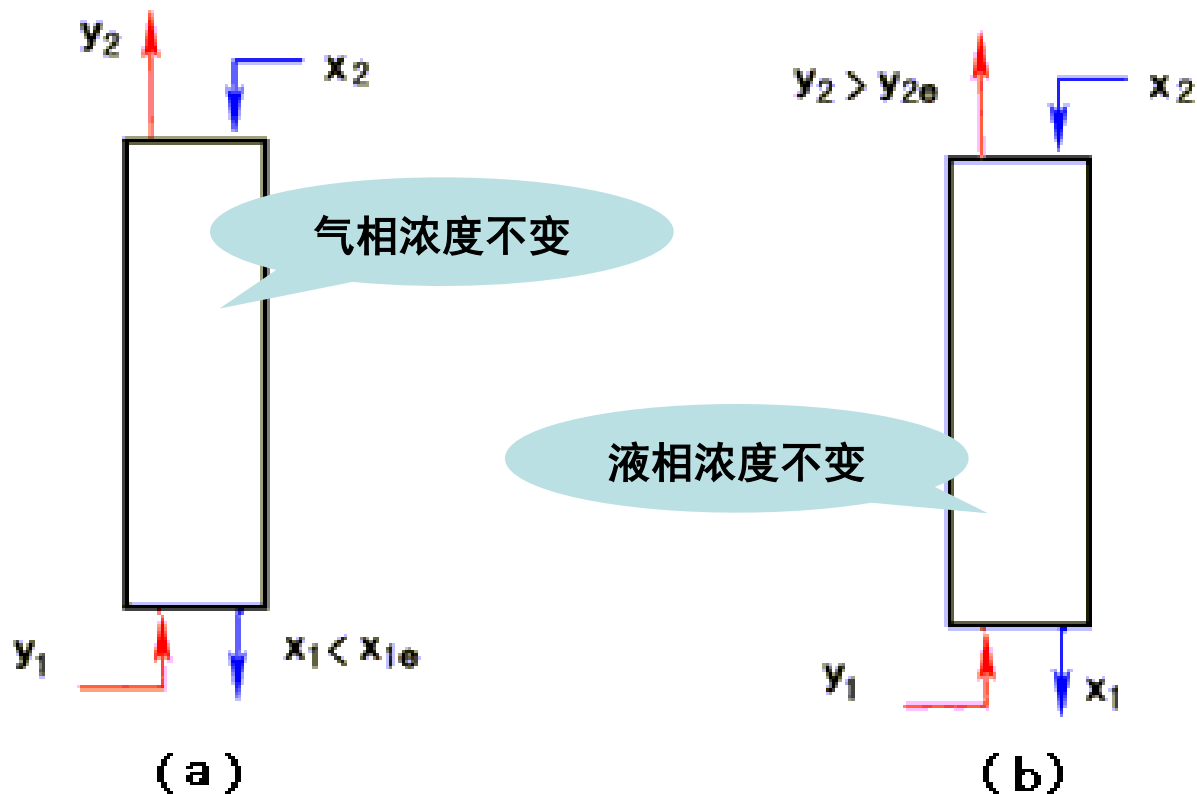 y₂
x₂
气相浓度不变
y₁
x₁ < x₁ₑ
(a)
y₂ > y₂ₑ
x₂
液相浓度不变
y₁
x₁
(b)